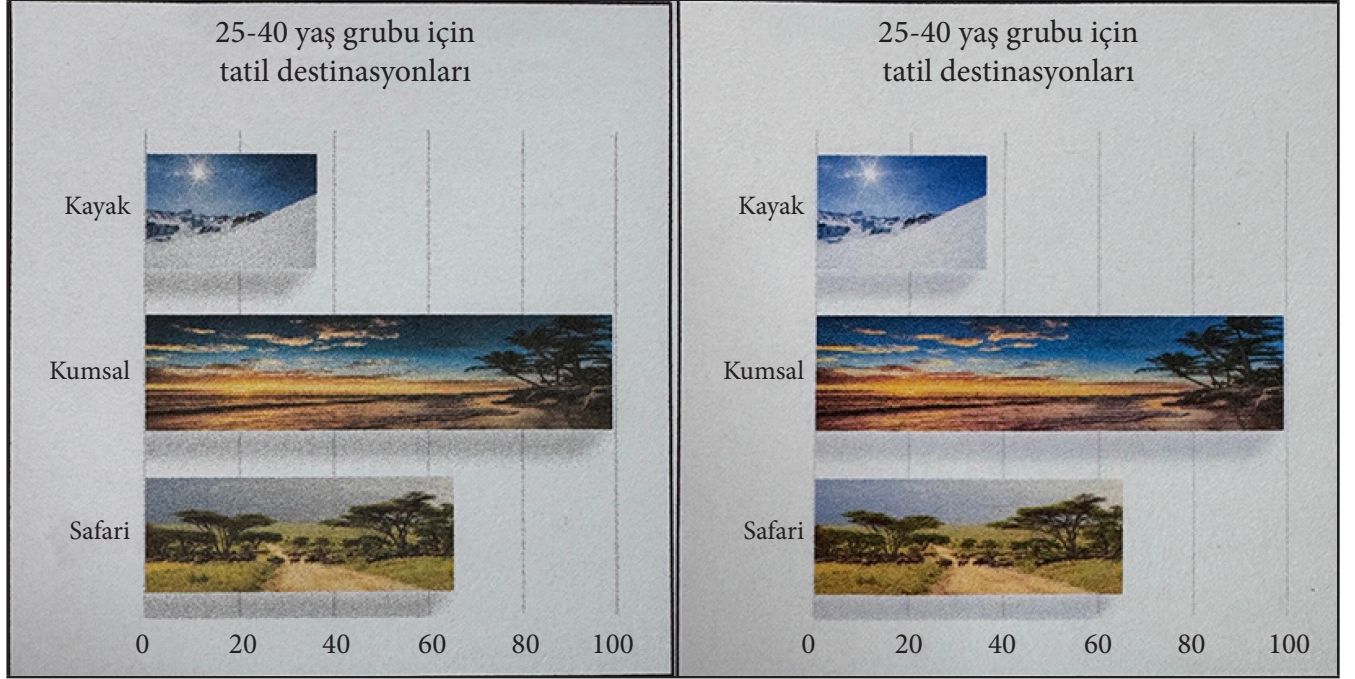 25-40 yaş grubu için
tatil destinasyonları
Kayak
Kumsal
Safari
0 20 40 60 80 100
25-40 yaş grubu için
tatil destinasyonları
Kayak
Kumsal
Safari
0 20 40 60 80 100